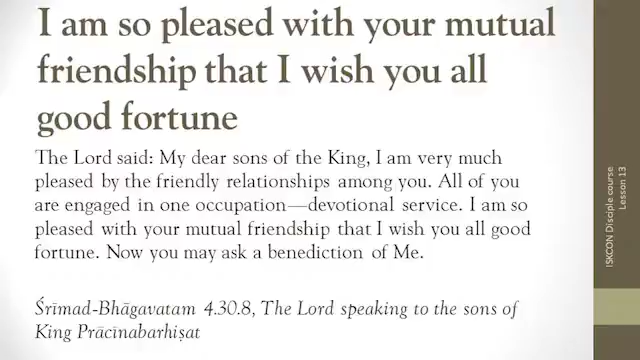 I am so pleased with your mutual
friendship that I wish you all
good fortune
The Lord said: My dear sons of the King, I am very much
pleased by the friendly relationships among you. All of you
are engaged in one occupation—devotional service. I am so
pleased with your mutual friendship that I wish you all good
fortune. Now you may ask a benediction of Me.
Śrīmad-Bhāgavatam 4.30.8, The Lord speaking to the sons of
King Prācīnabarhiṣat
ISKCON Disciple course
Lesson 13